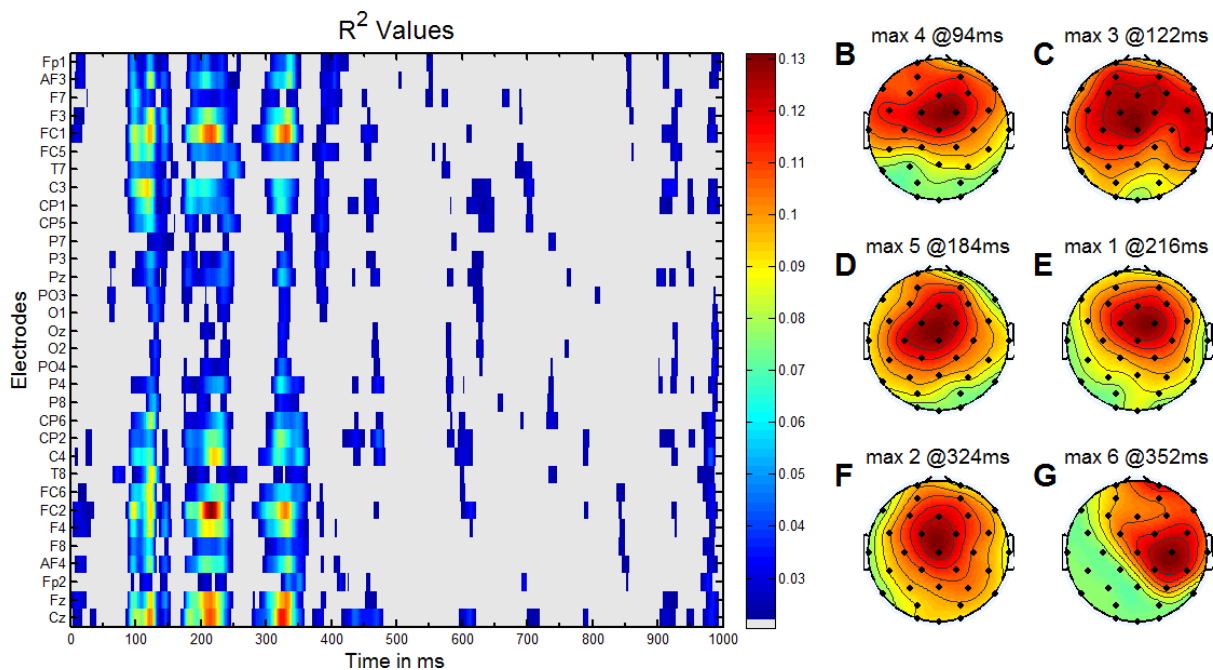 R2 Values
Electrodes
Fp1
AF3
F7
F3
FC1
FC5
T7
C3
CP1
CP5
P7
P3
Pz
PO3
O1
Oz
O2
PO4
P4
P8
CP6
CP2
C4
T8
FC6
FC2
F4
F8
AF4
Fp2
Fz
Cz
0 100 200 300 400 500 600 700 800 900 1000
Time in ms
0.13
0.12
0.11
0.1
0.09
0.08
0.07
0.06
0.05
0.04
0.03
B max 4 @94ms
C max 3 @122ms
D max 5 @184ms
E max 1 @216ms
F max 2 @324ms
G max 6 @352ms